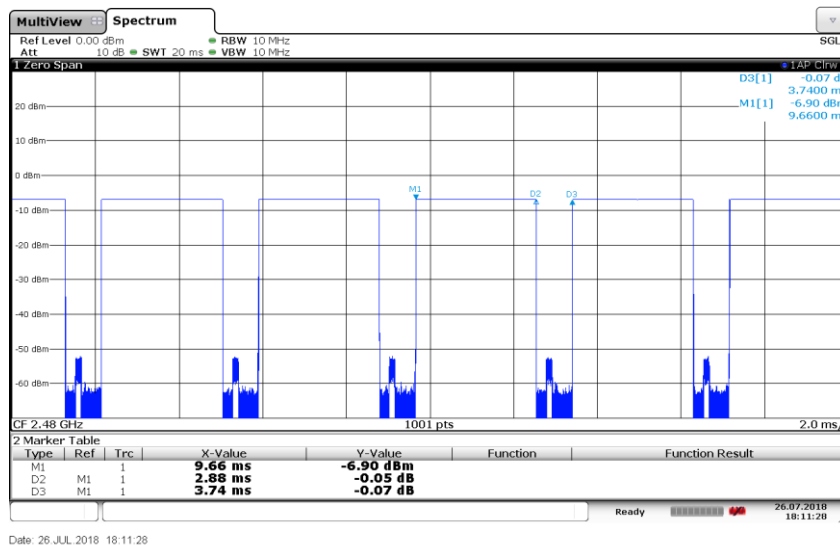 MultiView Spectrum
Ref Level 0.00 dBm RBW 10 MHz SGL
Att 10 dB SWT 20 ms VBW 10 MHz
1 Zero Span 1AP Clrw
D3[1] -0.07 d
3.7400 m
M1[1] -6.90 dBm
9.6600 m
20 dBm
10 dBm
0 dBm
M1 D2 D3
-10 dBm
-20 dBm
-30 dBm
-40 dBm
-50 dBm
-60 dBm
CF 2.48 GHz 1001 pts 2.0 ms/
2 Marker Table
Type Ref Trc X-Value Y-Value Function Function Result
M1 1 9.66 ms -6.90 dBm
D2 M1 1 2.88 ms -0.05 dB
D3 M1 1 3.74 ms -0.07 dB
Ready 26.07.2018
18:11:28
Date: 26.JUL.2018 18:11:28